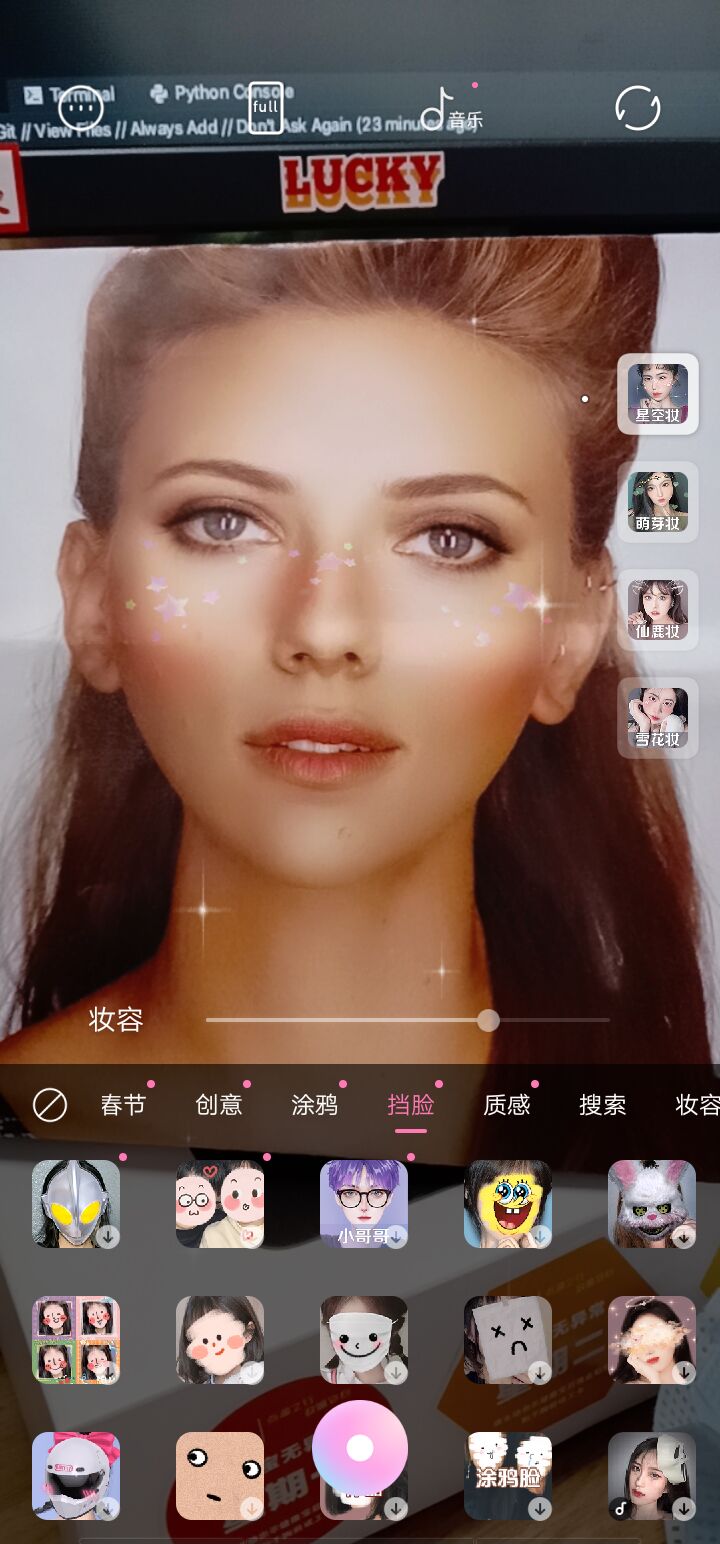 Terminal Python Console
full
音乐
Git // View Files // Always Add // Don't Ask Again (23 minutes ago)
LUCKY
星空妆
萌芽妆
仙鹿妆
雪花妆
妆容
春节 创意 涂鸦 挡脸 质感 搜索 妆容
小哥哥
涂鸦脸